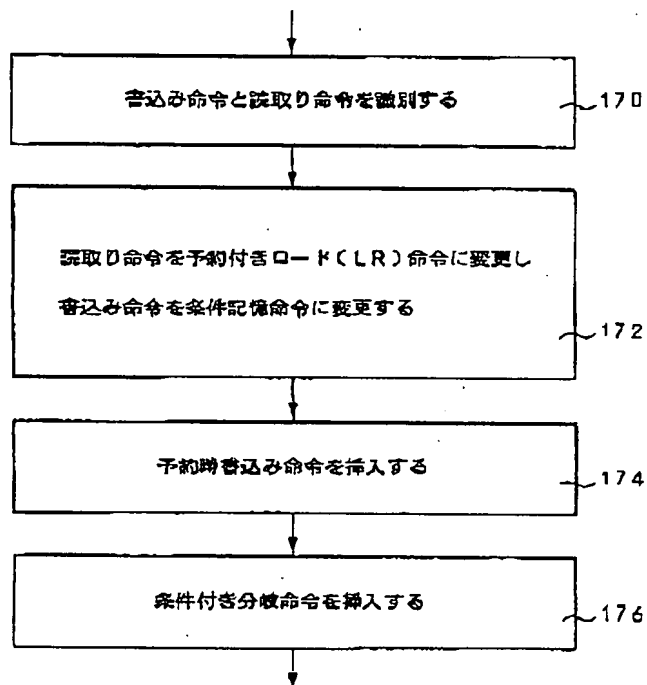 書込み命令と読取り命令を識別する
170
読取り命令を予約付きロード(LR)命令に変更し
書込み命令を条件記憶命令に変更する
172
予約時書込み命令を挿入する
174
条件付き分岐命令を挿入する
176